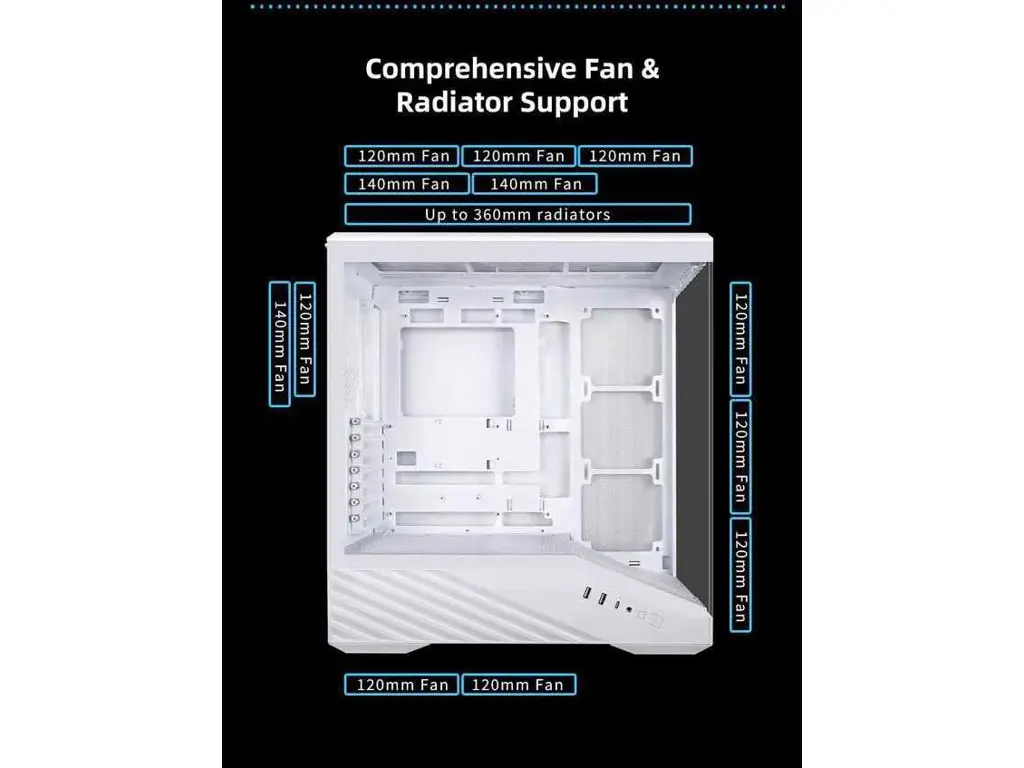 Comprehensive Fan &
Radiator Support
120mm Fan 120mm Fan 120mm Fan
140mm Fan 140mm Fan
Up to 360mm radiators
140mm Fan
120mm Fan
120mm Fan
120mm Fan
120mm Fan
120mm Fan 120mm Fan